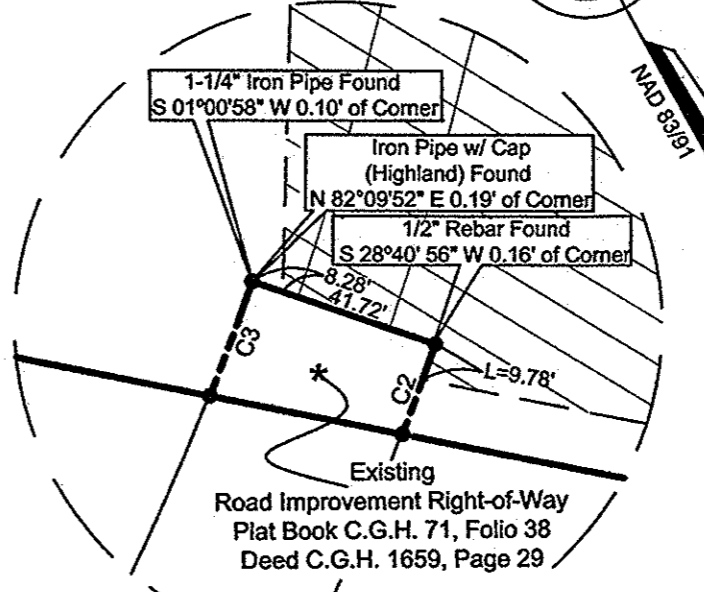 NAD 83/91
1-1/4" Iron Pipe Found
S 01°00'58" W 0.10' of Corner
Iron Pipe w/ Cap
(Highland) Found
N 82°09'52" E 0.19' of Corner
1/2" Rebar Found
S 28°40' 56" W 0.16' of Corner
8.28'
41.72'
C3
C2
L=9.78'
*
Existing
Road Improvement Right-of-Way
Plat Book C.G.H. 71, Folio 38
Deed C.G.H. 1659, Page 29